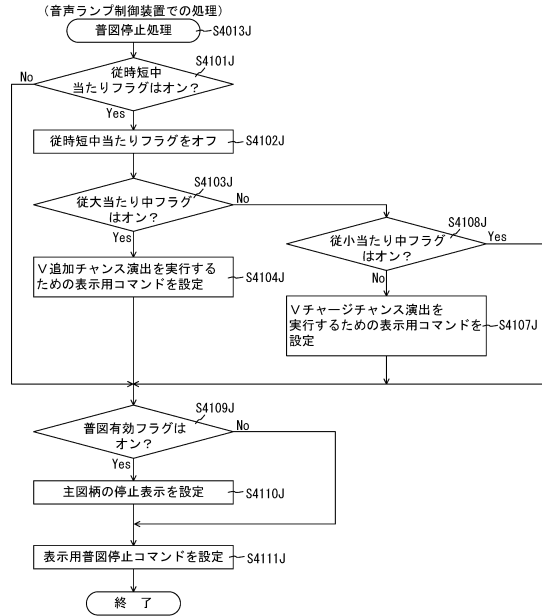 (音声ランプ制御装置での処理)
普図停止処理
S4013J
S4101J
従時短中
当たりフラグはオン?
No
Yes
従時短中当たりフラグをオフ
S4102J
S4103J
従大当たり中フラグ
はオン?
No
Yes
S4108J
従小当たり中フラグ
はオン?
Yes
No
V追加チャンス演出を実行する
ための表示用コマンドを設定
S4104J
Vチャージチャンス演出を
実行するための表示用コマンドを
設定
S4107J
S4109J
普図有効フラグは
オン?
No
Yes
主図柄の停止表示を設定
S4110J
表示用普図停止コマンドを設定
S4111J
終 了